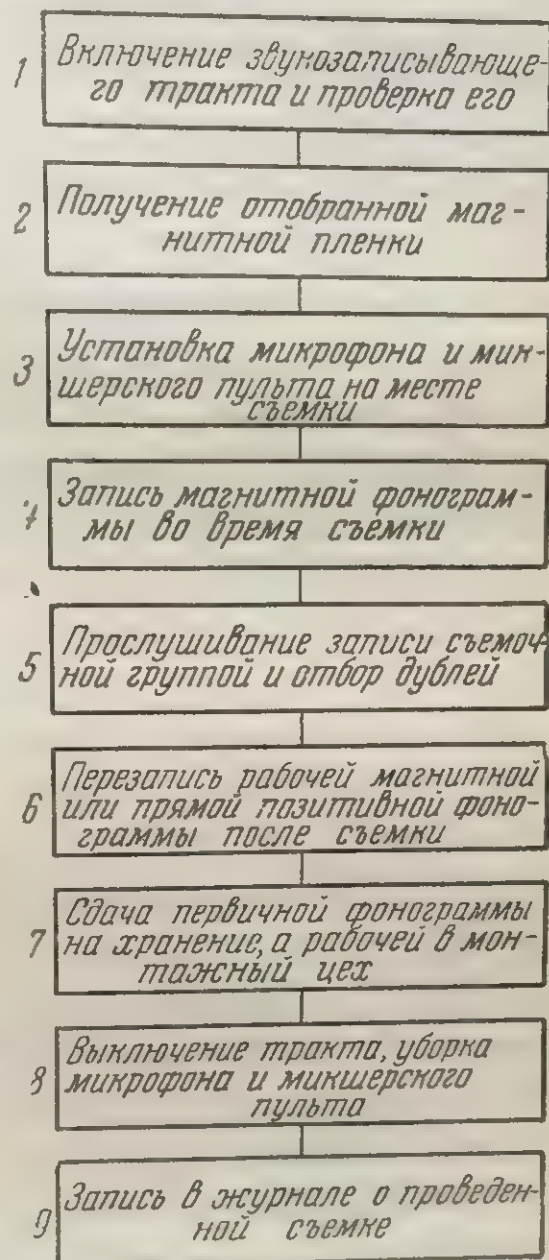 1
Включение звукозаписывающе-
го тракта и проверка его
2
Получение отобранной маг-
нитной пленки
3
Установка микрофона и мик-
шерского пульта на месте
съемки
4
Запись магнитной фонограм-
мы во время съемки
5
Прослушивание записи съемоч-
ной группой и отбор дублей
6
Перезапись рабочей магнитной
или прямой позитивной фоно-
граммы после съемки
7
Сдача первичной фонограммы
на хранение, а рабочей в мон-
тажный цех
8
Выключение тракта, уборка
микрофона и микшерского
пульта
9
Запись в журнале о проведен-
ной съемке